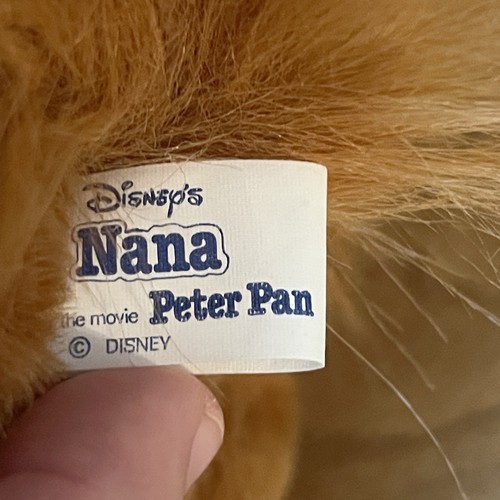 Disney's
Nana
the movie Peter Pan
© DISNEY